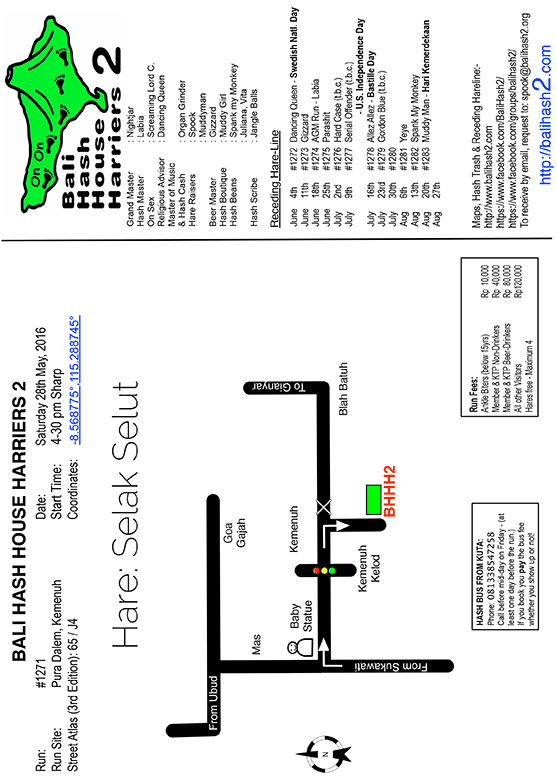 BALI HASH HOUSE HARRIERS 2
Run: #1271 Date: Saturday 28th May, 2016
Run Site: Pura Dalem, Kemenuh Start Time: 4-30 pm Sharp
Street Atlas (3rd Edition): 65 / J4 Coordinates: -8.568775° 115.288745°
Hare: Selak Selut
From Ubud
Mas
Goa
Gajah
To Gianyar
Baby
Statue
Kemenuh
Blah Batuh
From Sukawati
Kemenuh
Kelod
BHHH2
N
HASH BUS FROM KUTA:
Phone: 081338547258
Call before mid-day on Friday - (at
least one day before the run.)
If you book you pay the bus fee
whether you show up or not!
Run Fees:
Ankle Biters (below 15yrs) Rp 10,000
Member & KTP Non-Drinkers Rp 40,000
Member & KTP Beer-Drinkers Rp 80,000
All other Visitors Rp120,000
Hares free - Maximum 4
On On
Bali
Hash
House
Harriers 2
Grand Master : Nightjar
Hash Master : Labia
On Sex : Screaming Lord C.
Religious Advisor : Dancing Queen
Master of Music
& Hash Cash : Organ Grinder
Hare Raisers : Spook
: Muddyman
Beer Master : Gizzard
Hash Boutique : Muddy Girl
Hash Beans : Spank my Monkey
: Juliana, Vita
Hash Scribe : Jangle Balls
Receding Hare-Line
June 4th #1272 Dancing Queen - Swedish Natl. Day
June 11th #1273 Gizzard
June 18th #1274 AGM Run - Labia
June 25th #1275 Parashit
July 2nd #1276 Hard Case (t.b.c.)
July 9th #1277 Serial Offender (t.b.c.)
- U.S. Independence Day
July 16th #1278 Allez Allez - Bastille Day
July 23rd #1279 Gordon Blue (t.b.c.)
July 30th #1280
Aug 6th #1281 Yeye
Aug 13th #1282 Spank My Monkey
Aug 20th #1283 Muddy Man - Hari Kemerdekaan
Aug 27th
Maps, Hash Trash & Receding Hareline:-
http://www.balihash2.com
https://www.facebook.com/BaliHash2/
https://www.facebook.com/groups/balihash2/
To receive by email, request to: spook@balihash2.org
http://balihash2.com